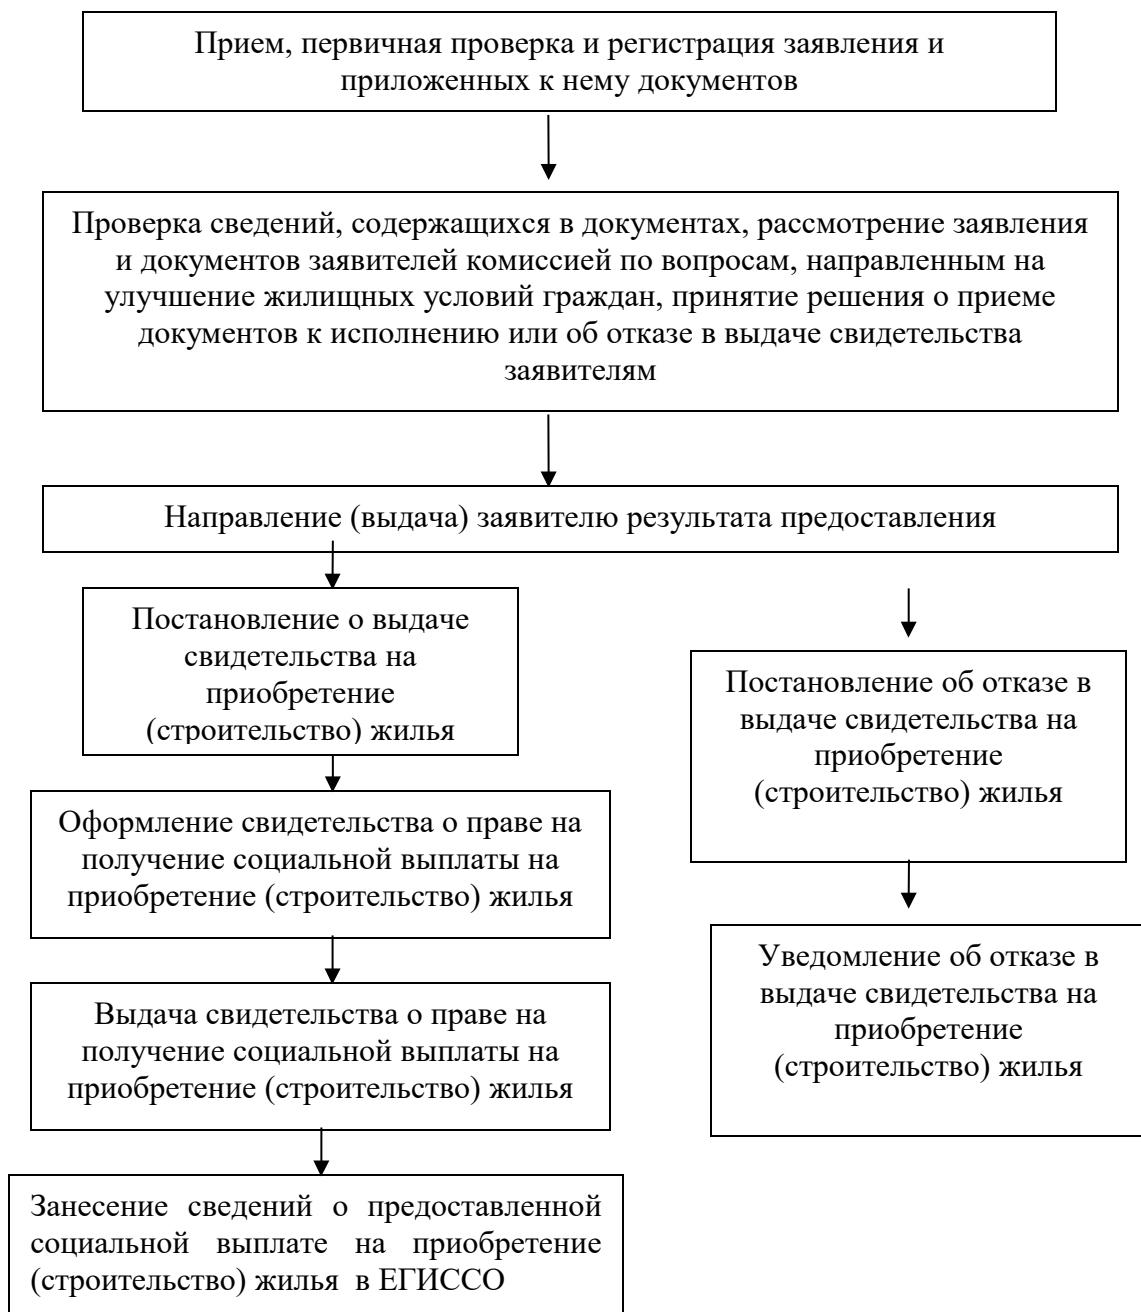 Прием, первичная проверка и регистрация заявления и
приложенных к нему документов
Проверка сведений, содержащихся в документах, рассмотрение заявления
и документов заявителей комиссией по вопросам, направленным на
улучшение жилищных условий граждан, принятие решения о приеме
документов к исполнению или об отказе в выдаче свидетельства
заявителям
Направление (выдача) заявителю результата предоставления
Постановление о выдаче
свидетельства на
приобретение
(строительство) жилья
Оформление свидетельства о праве на
получение социальной выплаты на
приобретение (строительство) жилья
Выдача свидетельства о праве на
получение социальной выплаты на
приобретение (строительство) жилья
Занесение сведений о предоставленной
социальной выплате на приобретение
(строительство) жилья в ЕГИССО
Постановление об отказе в
выдаче свидетельства на
приобретение
(строительство) жилья
Уведомление об отказе в
выдаче свидетельства на
приобретение
(строительство) жилья